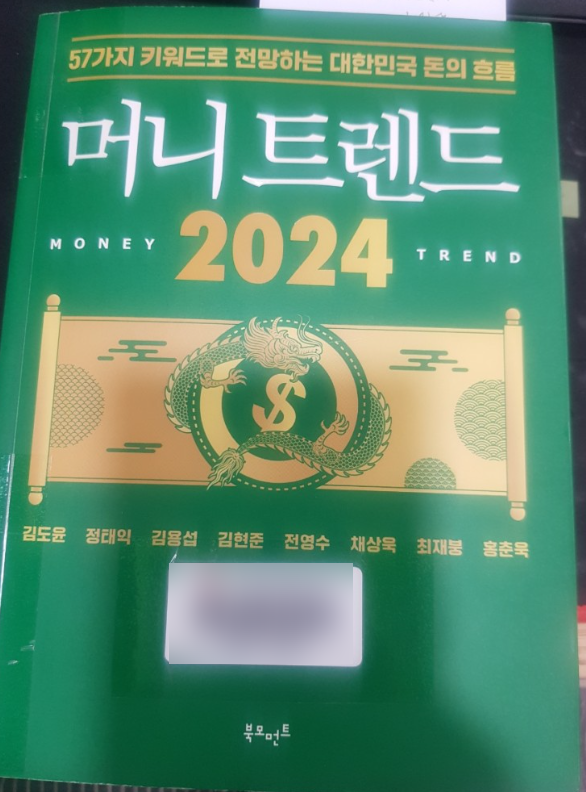 57가지 키워드로 전망하는 대한민국 돈의 흐름
머니 트렌드
MONEY 2024 TREND
$
김도윤 정태익 김용섭 김현준 전영수 채상욱 최재붕 홍춘욱
북모먼트